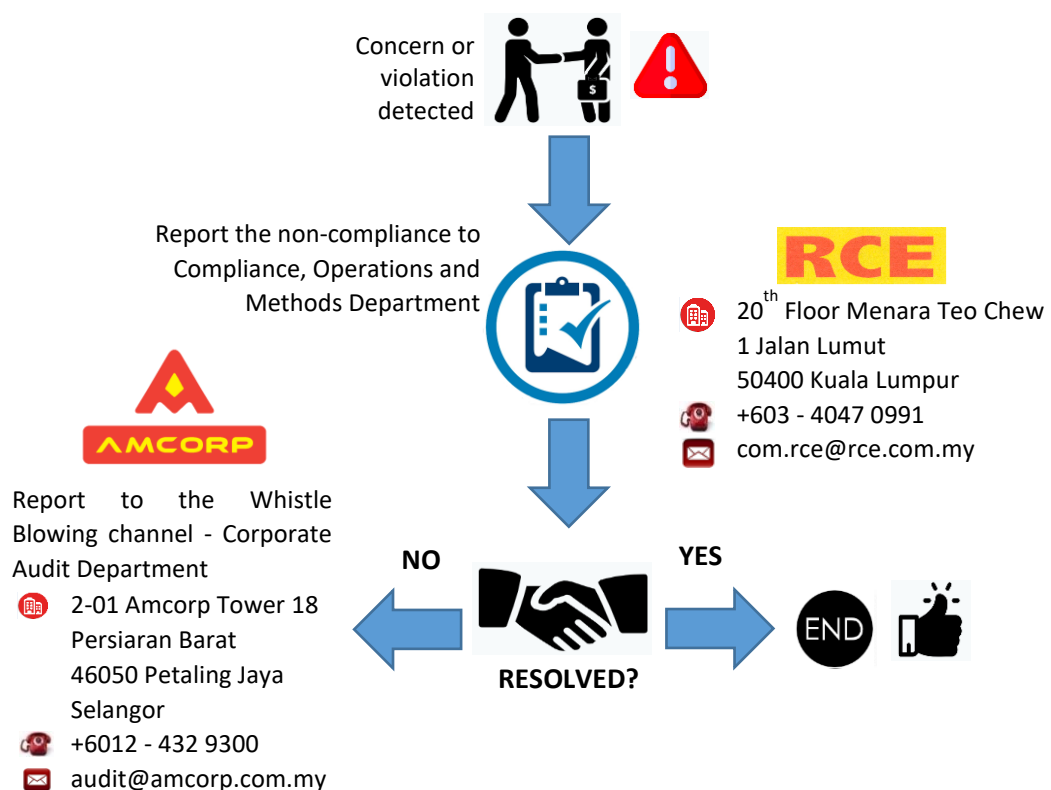 Concern or
violation
detected
$
Report the non-compliance to
Compliance, Operations and
Methods Department
RCE
20th Floor Menara Teo Chew
1 Jalan Lumut
50400 Kuala Lumpur
+603 - 4047 0991
com.rce@rce.com.my
AMCORP
Report to the Whistle
Blowing channel - Corporate
Audit Department
2-01 Amcorp Tower 18
Persiaran Barat
46050 Petaling Jaya
Selangor
+6012 - 432 9300
audit@amcorp.com.my
NO
YES
RESOLVED?
END